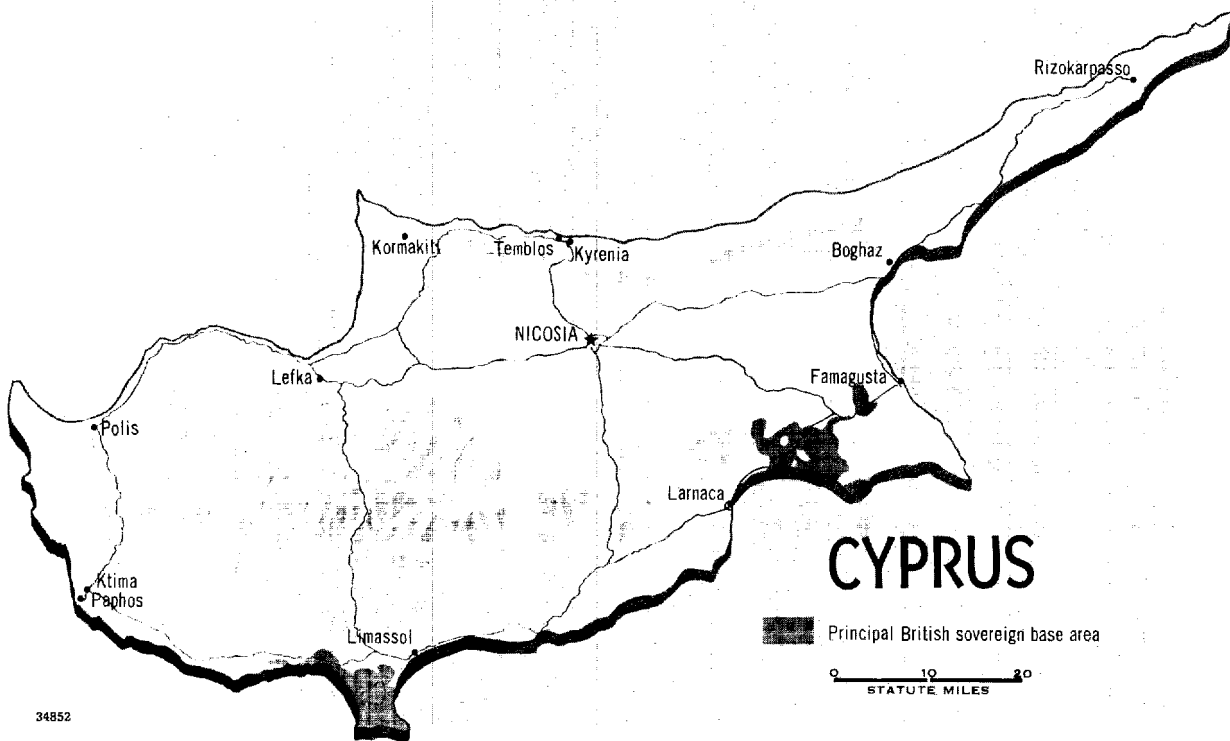 Rizokarpasso
Kormakiti
Temblos
Kyrenia
Boghaz
NICOSIA
Lefka
Famagusta
Polis
Larnaca
CYPRUS
Ktima
Paphos
Limassol
Principal British sovereign base area
0 10 20
STATUTE MILES
34852